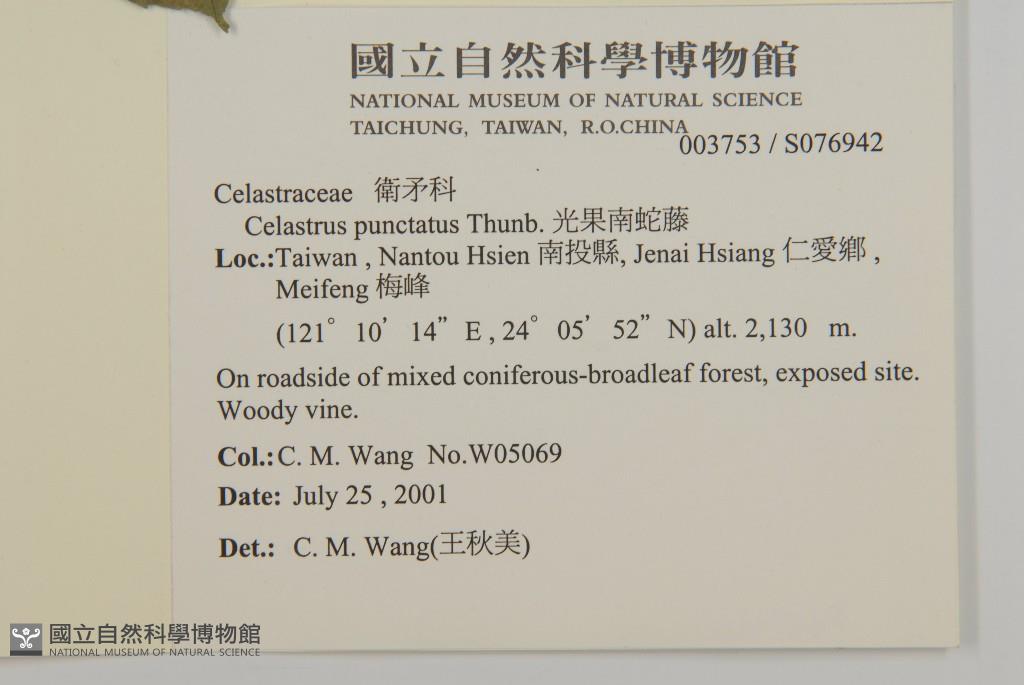 國立自然科學博物館
NATIONAL MUSEUM OF NATURAL SCIENCE
TAICHUNG, TAIWAN, R.O.CHINA
003753 / S076942
Celastraceae 衛矛科
Celastrus punctatus Thunb. 光果南蛇藤
Loc.:Taiwan , Nantou Hsien 南投縣, Jenai Hsiang 仁愛鄉 ,
Meifeng 梅峰
(121° 10’ 14” E , 24° 05’ 52” N) alt. 2,130 m.
On roadside of mixed coniferous-broadleaf forest, exposed site.
Woody vine.
Col.: C. M. Wang No.W05069
Date: July 25 , 2001
Det.: C. M. Wang(王秋美)
國立自然科學博物館
NATIONAL MUSEUM OF NATURAL SCIENCE